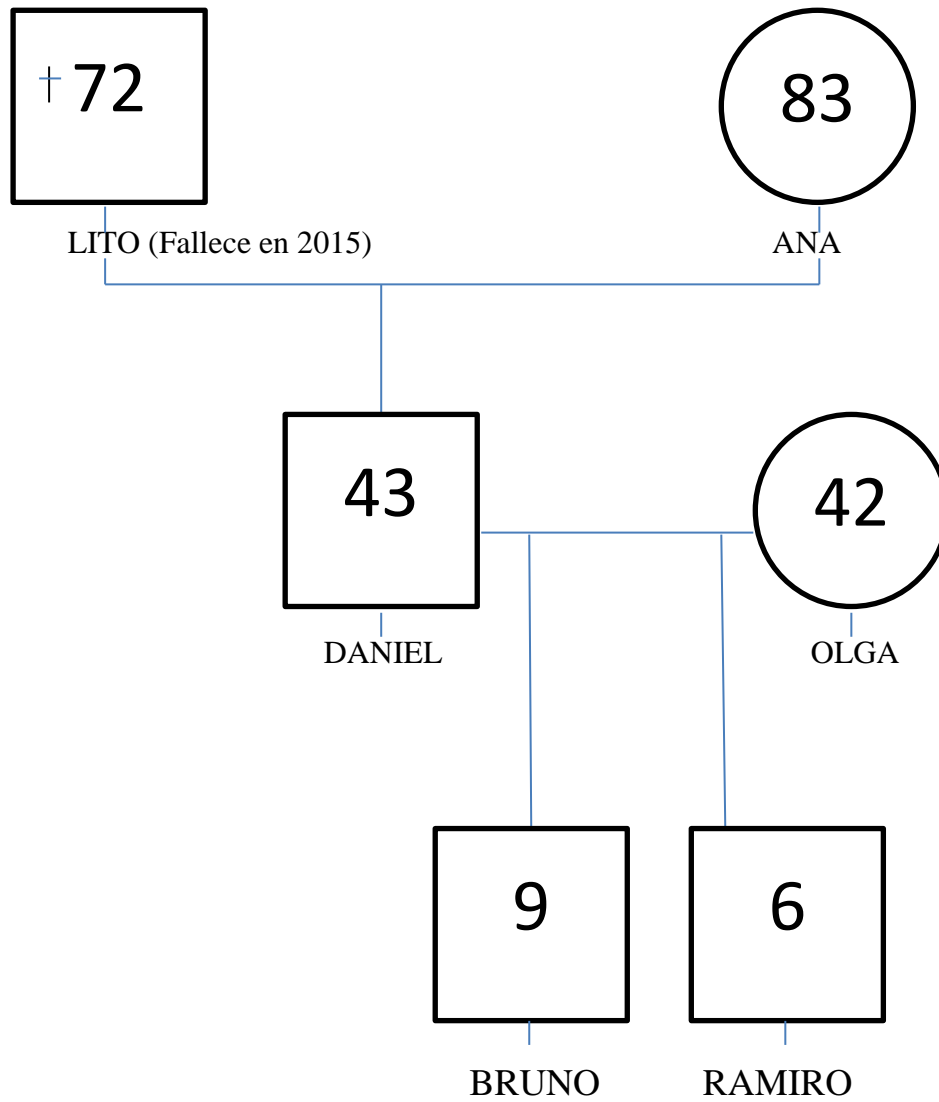 †72
83
LITO (Fallece en 2015)
ANA
43
42
DANIEL
OLGA
9
6
BRUNO
RAMIRO